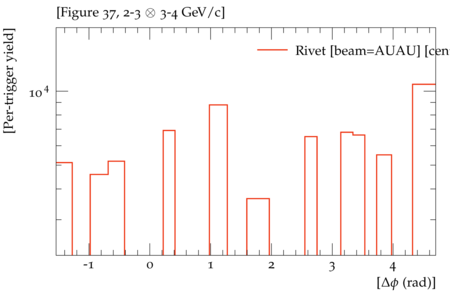 [Figure 37, 2-3 ⊗ 3-4 GeV/c]
[Per-trigger yield]
Rivet [beam=AUAU] [cen
10⁴
-1 0 1 2 3 4
[Δϕ (rad)]